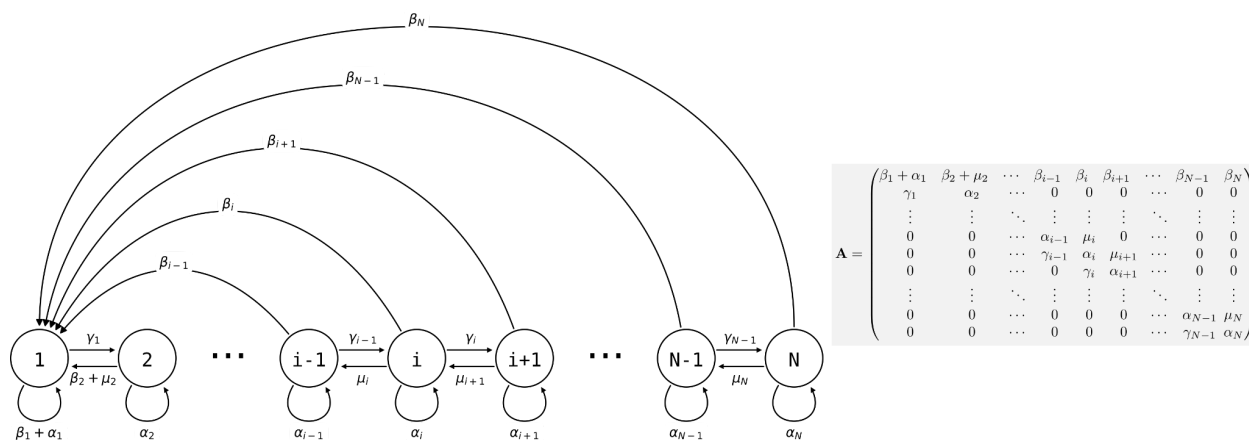 β_N
β_{N−1}
β_{i+1}
β_i
β_{i−1}
1 γ_1 2 ⋯ i-1 γ_{i−1} i γ_i i+1 ⋯ N-1 γ_{N−1} N
β_2 + μ_2 μ_i μ_{i+1} μ_N
β_1 + α_1 α_2 α_{i−1} α_i α_{i+1} α_{N−1} α_N
A =
β_1 + α_1 β_2 + μ_2 ⋯ β_{i−1} β_i β_{i+1} ⋯ β_{N−1} β_N
γ_1 α_2 ⋯ 0 0 0 ⋯ 0 0
⋮ ⋮ ⋱ ⋮ ⋮ ⋮ ⋱ ⋮ ⋮
0 0 ⋯ α_{i−1} μ_i 0 ⋯ 0 0
0 0 ⋯ γ_{i−1} α_i μ_{i+1} ⋯ 0 0
0 0 ⋯ 0 γ_i α_{i+1} ⋯ 0 0
⋮ ⋮ ⋱ ⋮ ⋮ ⋮ ⋱ ⋮ ⋮
0 0 ⋯ 0 0 0 ⋯ α_{N−1} μ_N
0 0 ⋯ 0 0 0 ⋯ γ_{N−1} α_N